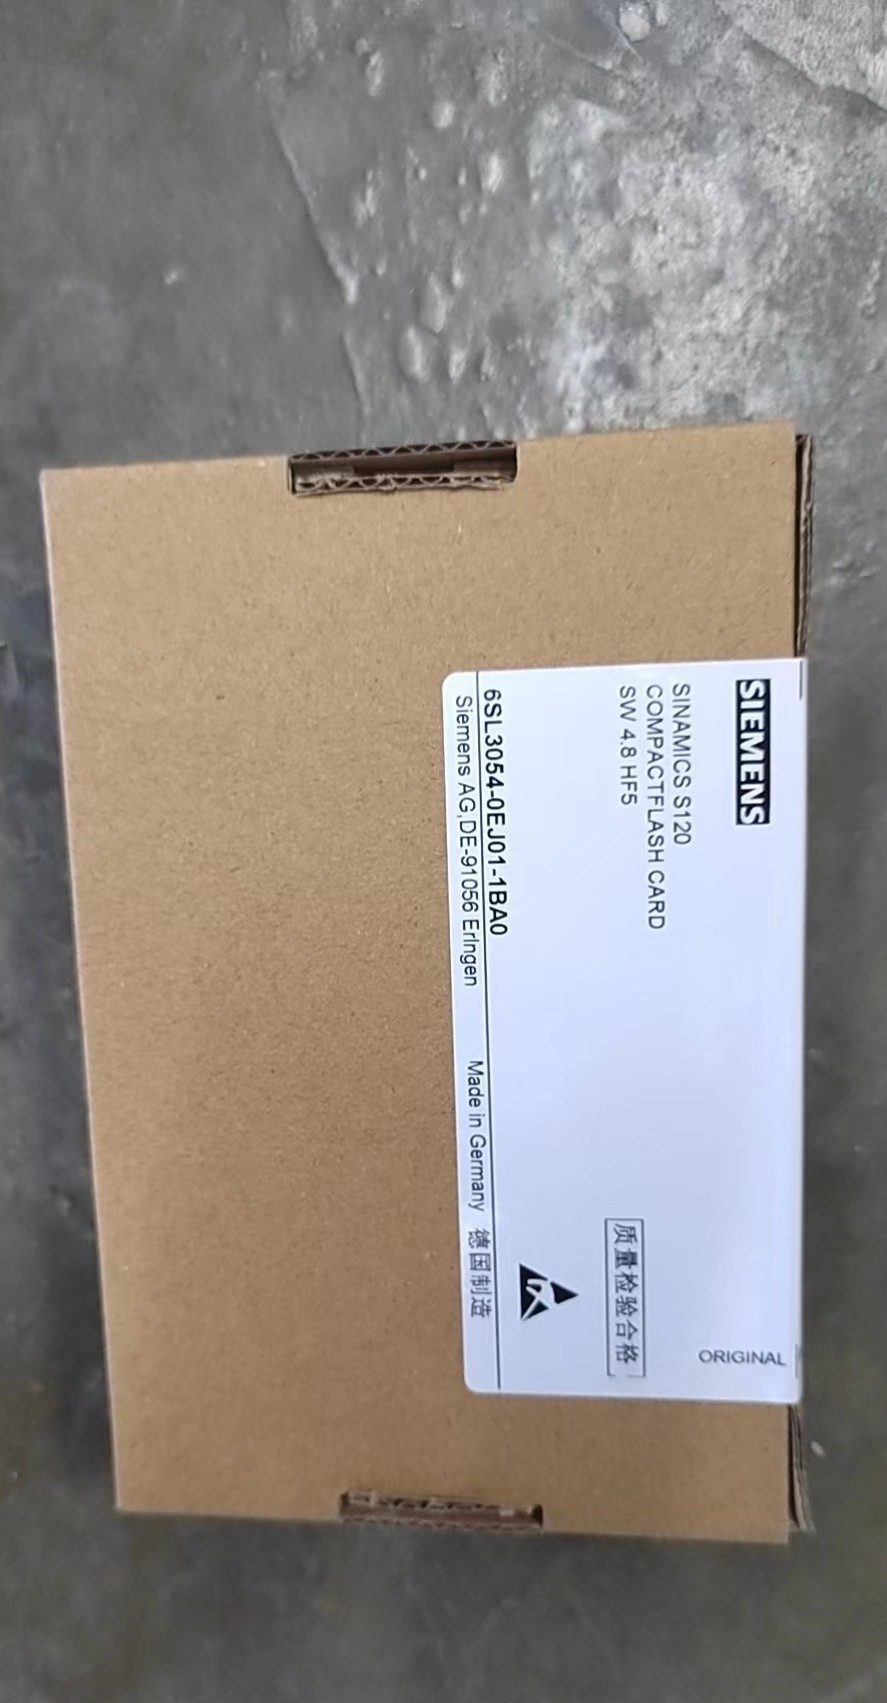 SIEMENS
ORIGINAL
SINAMICS S120
COMPACTFLASH CARD
SW 4.8 HF5
质量检验合格
6SL3054-0EJ01-1BA0
Siemens AG,DE-91056 Erlngen Made in Germany 德国制造